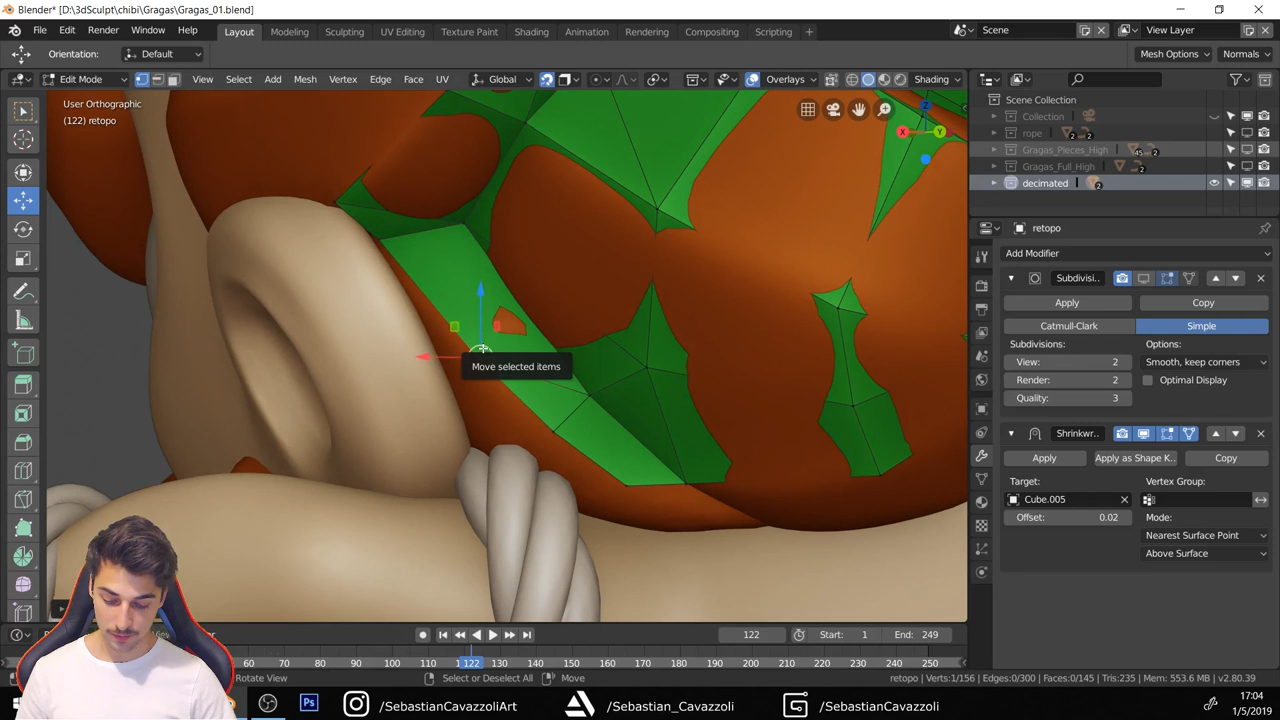 Blender* [D:\3dSculpt\chibi\Gragas\Gragas_01.blend]
File Edit Render Window Help Layout Modeling Sculpting UV Editing Texture Paint Shading Animation Rendering Compositing Scripting + Scene View Layer
Orientation: Default Mesh Options Normals
Edit Mode View Select Add Mesh Vertex Edge Face UV Global Overlays Shading
User Orthographic
(122) retopo
Z
X Y
Move selected items
Scene Collection
Collection
rope 2 2
Gragas_Pieces_High 45 2
Gragas_Full_High 2
decimated 2
retopo
Add Modifier
Subdivisi..
Apply Copy
Catmull-Clark Simple
Subdivisions: Options:
View: 2 Smooth, keep corners
Render: 2 Optimal Display
Quality: 3
Shrinkwr..
Apply Apply as Shape K.. Copy
Target: Vertex Group:
Cube.005
Offset: 0.02 Mode:
Nearest Surface Point
Above Surface
122 Start: 1 End: 249
60 70 80 90 100 110 122 130 140 150 160 170 180 190 200 210 220 230 240 250
Rotate View Select or Deselect All Move retopo | Verts:1/156 | Edges:0/300 | Faces:0/145 | Tris:235 | Mem: 553.6 MB | v2.80.39
Ps /SebastianCavazzoliArt /Sebastian_Cavazzoli /SebastianCavazzoli
17:04
1/5/2019